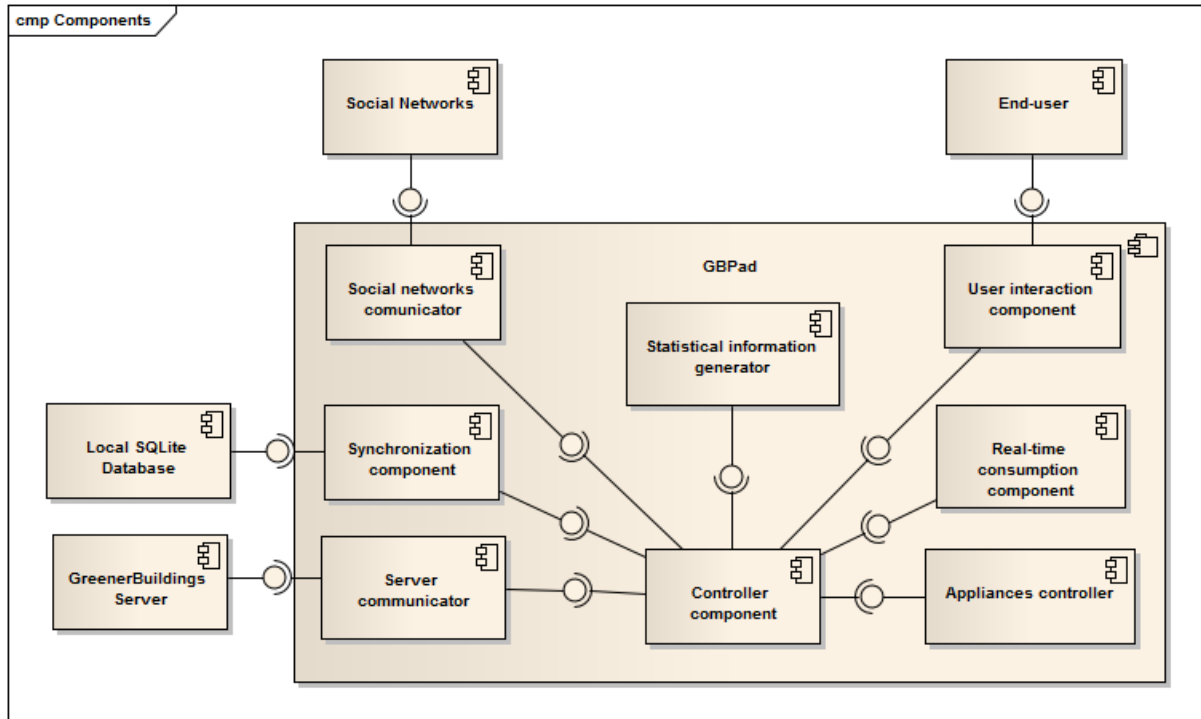 cmp Components
Social Networks
End-user
GBPad
Social networks
comunicator
User interaction
component
Statistical information
generator
Local SQLite
Database
Synchronization
component
Real-time
consumption
component
GreenerBuildings
Server
Server
communicator
Controller
component
Appliances controller